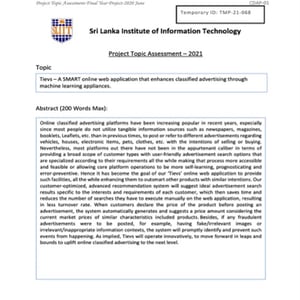 Project Topic Assessment-Final Year Project 2020 June
CDAP-01
Temporary ID: TMP-21-068
Sri Lanka Institute of Information Technology
Project Topic Assessment – 2021
Topic
Tievs – A SMART online web application that enhances classified advertising through
machine learning appliances.
Abstract (200 Words Max):
Online classified advertising platforms have been increasing popular in recent years, especially
since most people do not utilize tangible information sources such as newspapers, magazines,
booklets, Leaflets, etc. than in previous times, to post or to refer to different advertisements regarding
vehicles, houses, electronic items, pets, clothes, etc. with the intentions of selling or buying.
Nevertheless, most platforms out there have not been in the appurtenant caliber in terms of
providing a broad scope of customer types with user-friendly advertisement search options that
are specialized according to their requirements all the while making that process more accessible
and feasible to allowing care platform operations to be more self-learning, prognosticating and
error-preventive. Hence it has become the goal of our 'Tievs' online web application to provide
such facilities, all the while enhancing them to automate other products with similar intentions. Our
customer-optimized, advanced recommendation system will suggest ideal advertisement search
results specific to the interests and requirements of each customer, which then saves time and
reduces the number of searches they have to execute manually on the web application, resulting
in less turnover rate. When customers declare the price of the product before posting an
advertisement, the system automatically generates and suggests a price amount considering the
current market prices of similar characteristics included products. Besides, if any fraudulent
advertisements were to be posted, for example, having fake/irrelevant images or
irrelevant/inappropriate information contexts, the system will promptly identify and prevent such
events from happening. As implied, Tievs will operate innovatively, to move forward in leaps and
bounds to uplift online classified advertising to the next level.